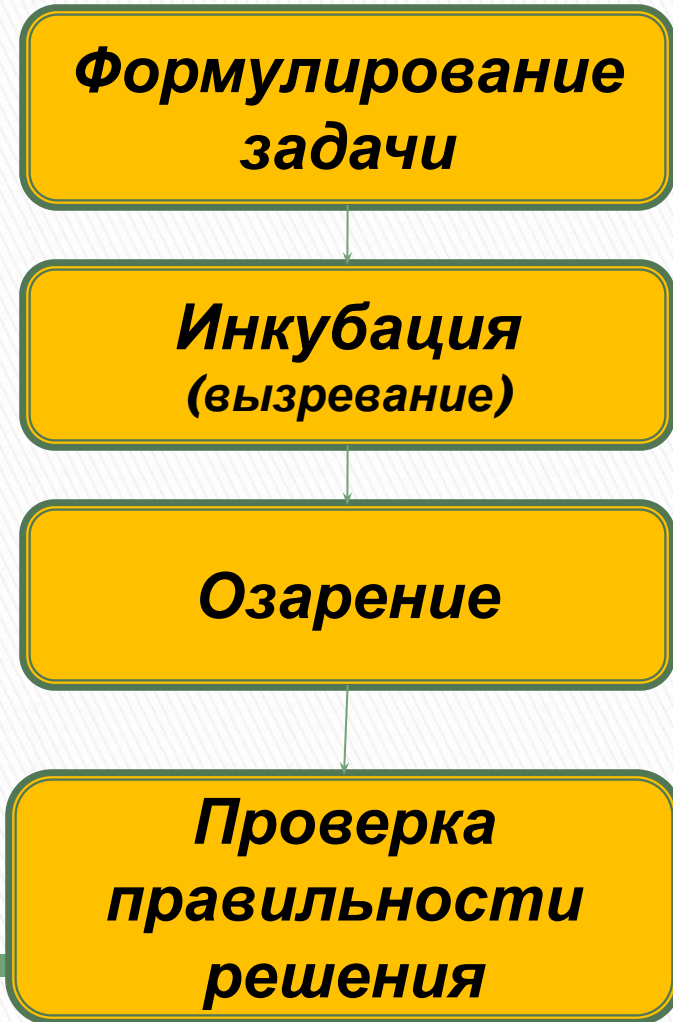 Формулирование
задачи
Инкубация
(вызревание)
Озарение
Проверка
правильности
решения